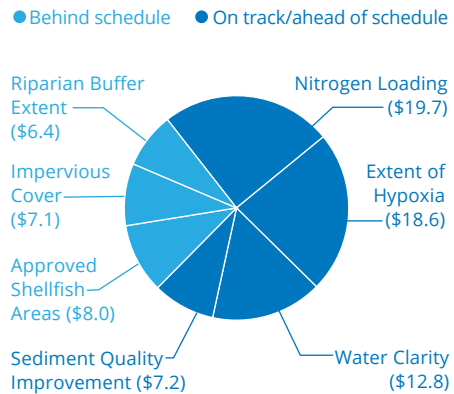 Behind schedule
On track/ahead of schedule
Riparian Buffer
Extent
($6.4)
Nitrogen Loading
($19.7)
Impervious
Cover
($7.1)
Extent of
Hypoxia
($18.6)
Approved
Shellfish
Areas ($8.0)
Sediment Quality
Improvement ($7.2)
Water Clarity
($12.8)